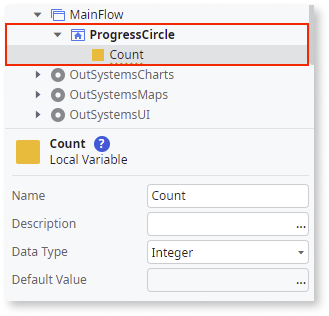 MainFlow
ProgressCircle
Count
OutSystemsCharts
OutSystemsMaps
OutSystemsUI
Count ?
Local Variable
Name Count
Description ...
Data Type Integer
Default Value ...